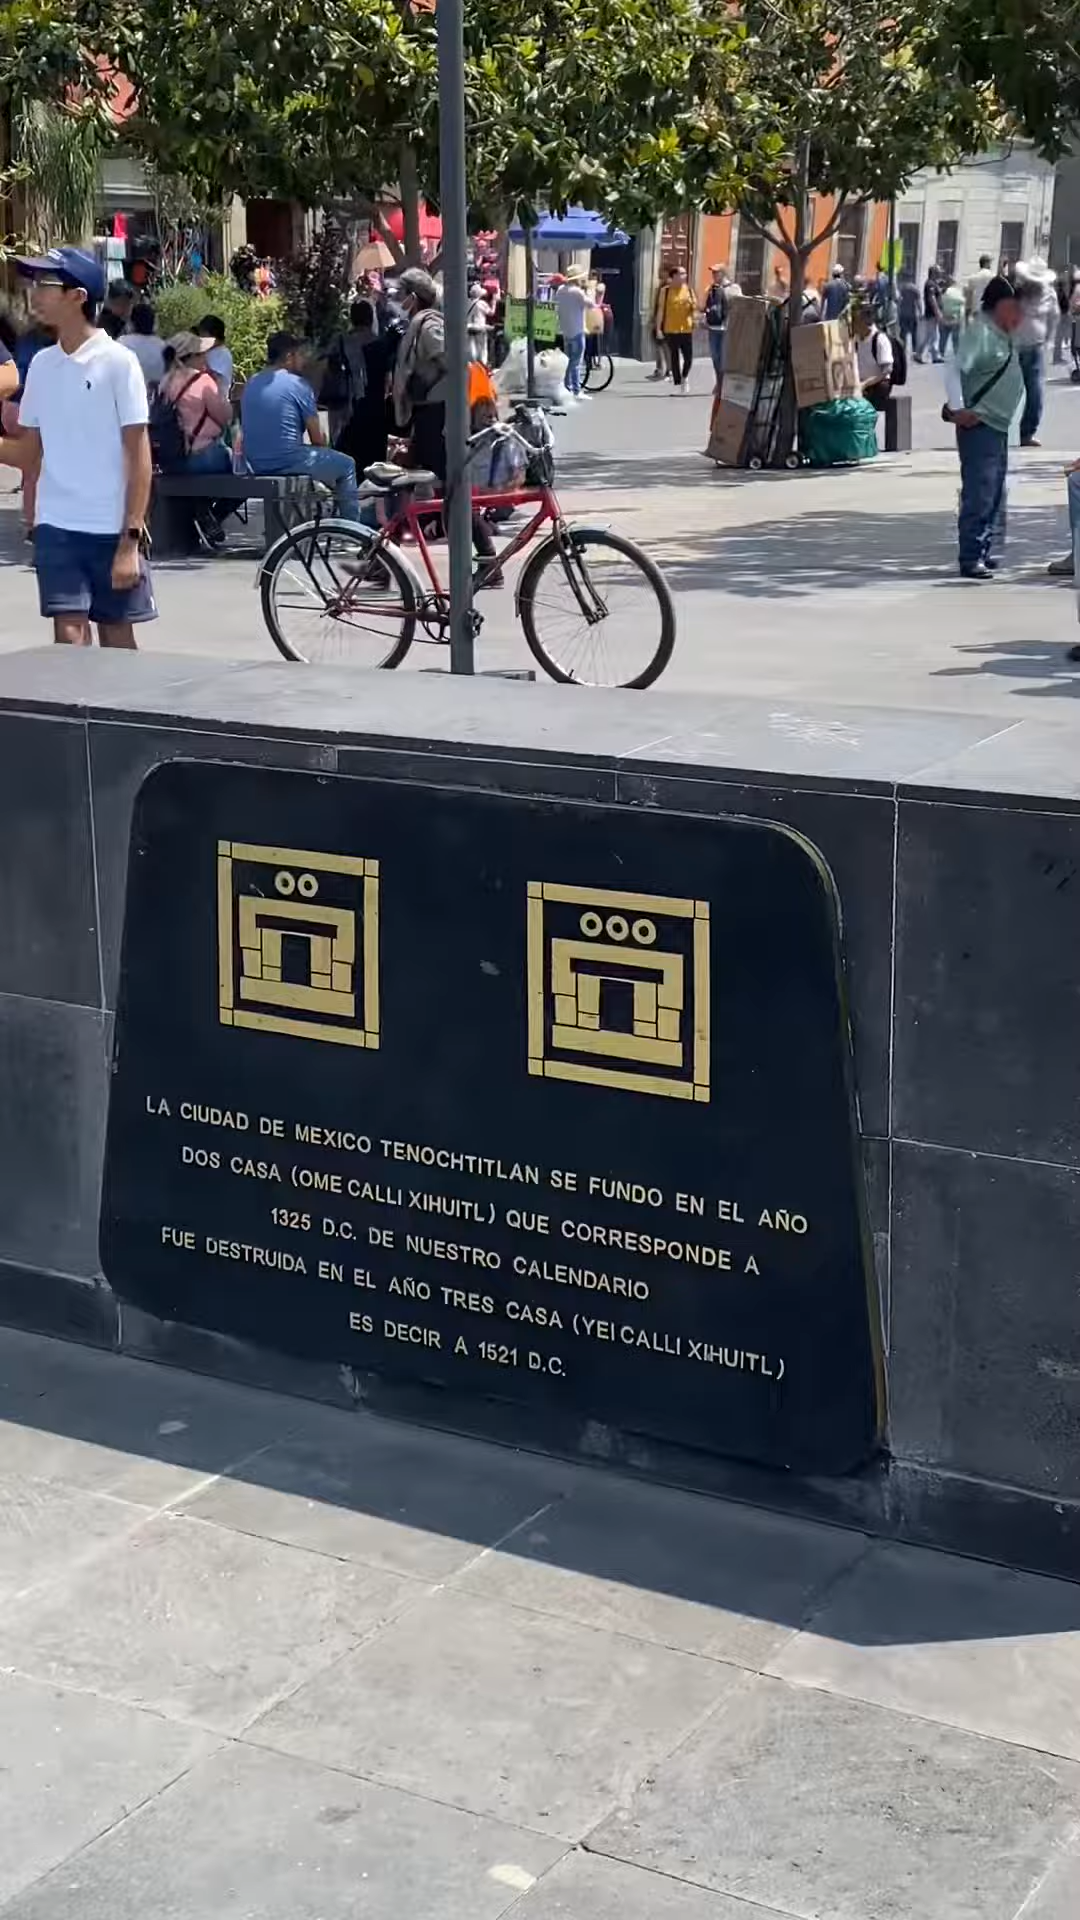 LA CIUDAD DE MEXICO TENOCHTITLAN SE FUNDO EN EL AÑO
DOS CASA (OME CALLI XIHUITL) QUE CORRESPONDE A
1325 D.C. DE NUESTRO CALENDARIO
FUE DESTRUIDA EN EL AÑO TRES CASA (YEI CALLI XIHUITL)
ES DECIR A 1521 D.C.